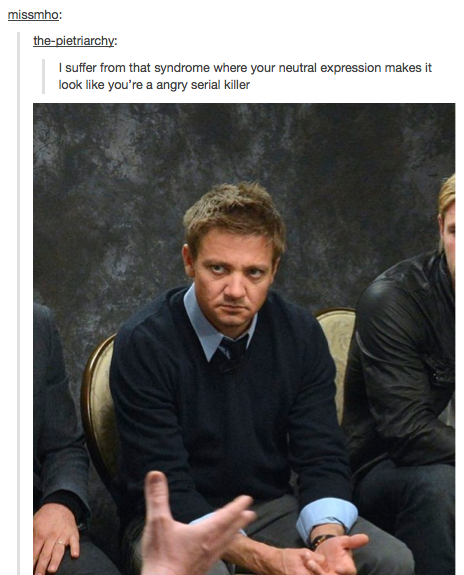 missmho:
the-pietriarchy:
I suffer from that syndrome where your neutral expression makes it
look like you’re a angry serial killer